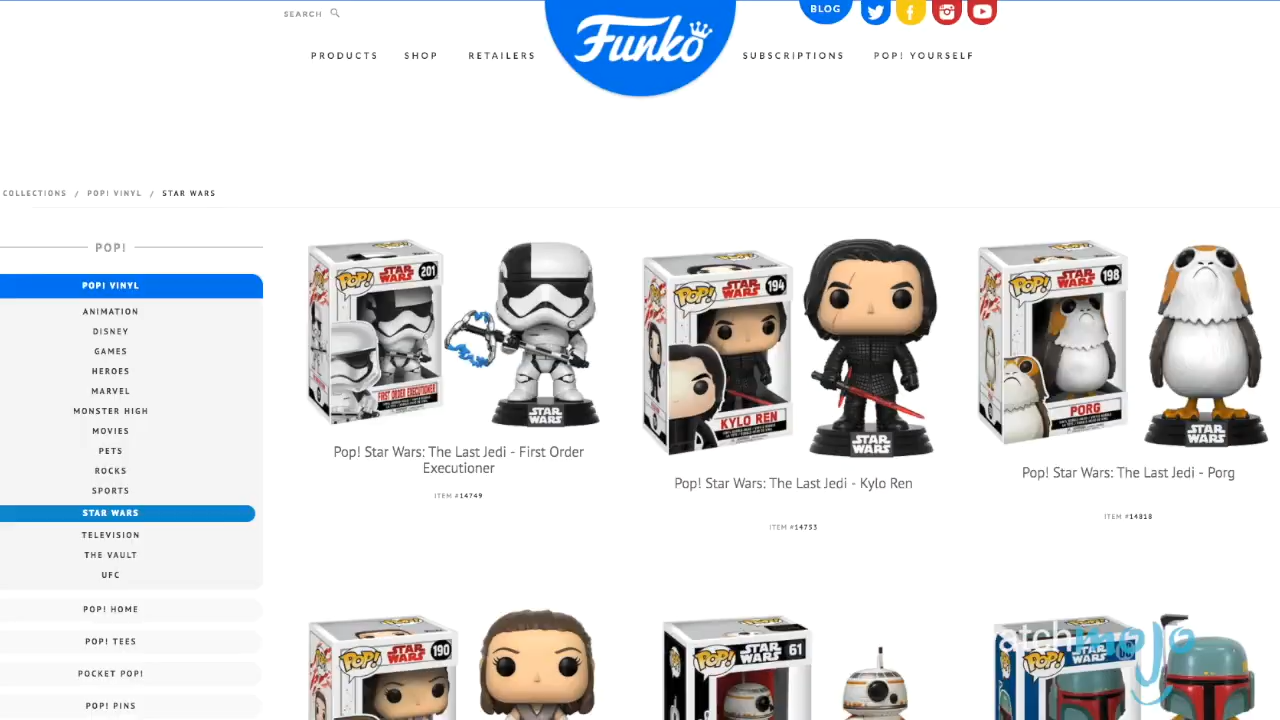 SEARCH
BLOG
Funko
PRODUCTS SHOP RETAILERS SUBSCRIPTIONS POP! YOURSELF
COLLECTIONS / POP! VINYL / STAR WARS
POP!
POP! VINYL
ANIMATION
DISNEY
GAMES
HEROES
MARVEL
MONSTER HIGH
MOVIES
PETS
ROCKS
SPORTS
STAR WARS
TELEVISION
THE VAULT
UFC
POP! HOME
POP! TEES
POCKET POP!
POP! PINS
POP! STAR WARS 201
FIRST ORDER EXECUTIONER
STAR WARS
Pop! Star Wars: The Last Jedi - First Order
Executioner
ITEM #14749
POP! STAR WARS 194
KYLO REN
STAR WARS
Pop! Star Wars: The Last Jedi - Kylo Ren
ITEM #14753
POP! STAR WARS 198
PORG
STAR WARS
Pop! Star Wars: The Last Jedi - Porg
ITEM #14818
POP! STAR WARS 190
POP! STAR WARS 61
POP! STAR WARS
atchmojo